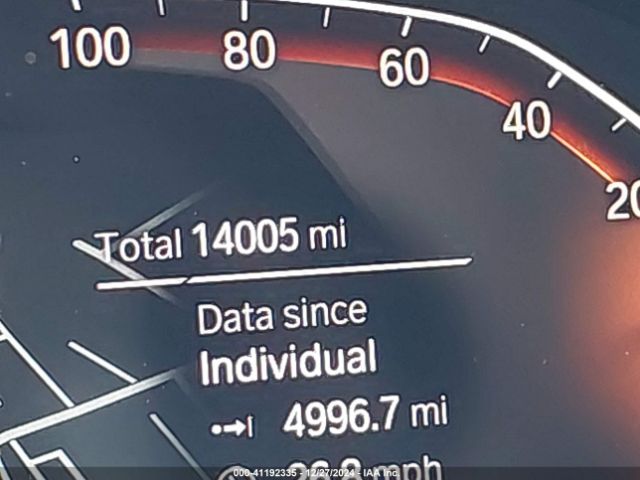 100 80 60 40 20
Total 14005 mi
Data since
Individual
4996.7 mi
mph
000-41192335 - 12/27/2024 - IAA Inc.